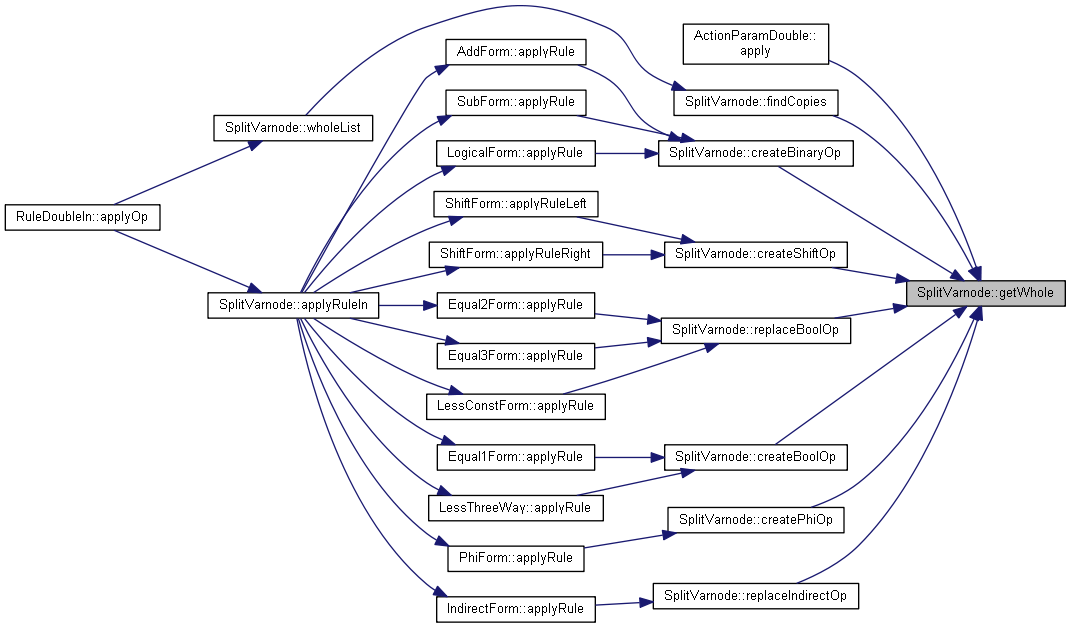 ActionParamDouble::
apply
AddForm::applyRule
SubForm::applyRule
SplitVarnode::findCopies
SplitVarnode::wholeList
LogicalForm::applyRule
SplitVarnode::createBinaryOp
ShiftForm::applyRuleLeft
RuleDoubleIn::applyOp
ShiftForm::applyRuleRight
SplitVarnode::createShiftOp
SplitVarnode::getWhole
SplitVarnode::applyRuleIn
Equal2Form::applyRule
SplitVarnode::replaceBoolOp
Equal3Form::applyRule
LessConstForm::applyRule
Equal1Form::applyRule
SplitVarnode::createBoolOp
LessThreeWay::applyRule
SplitVarnode::createPhiOp
PhiForm::applyRule
SplitVarnode::replaceIndirectOp
IndirectForm::applyRule